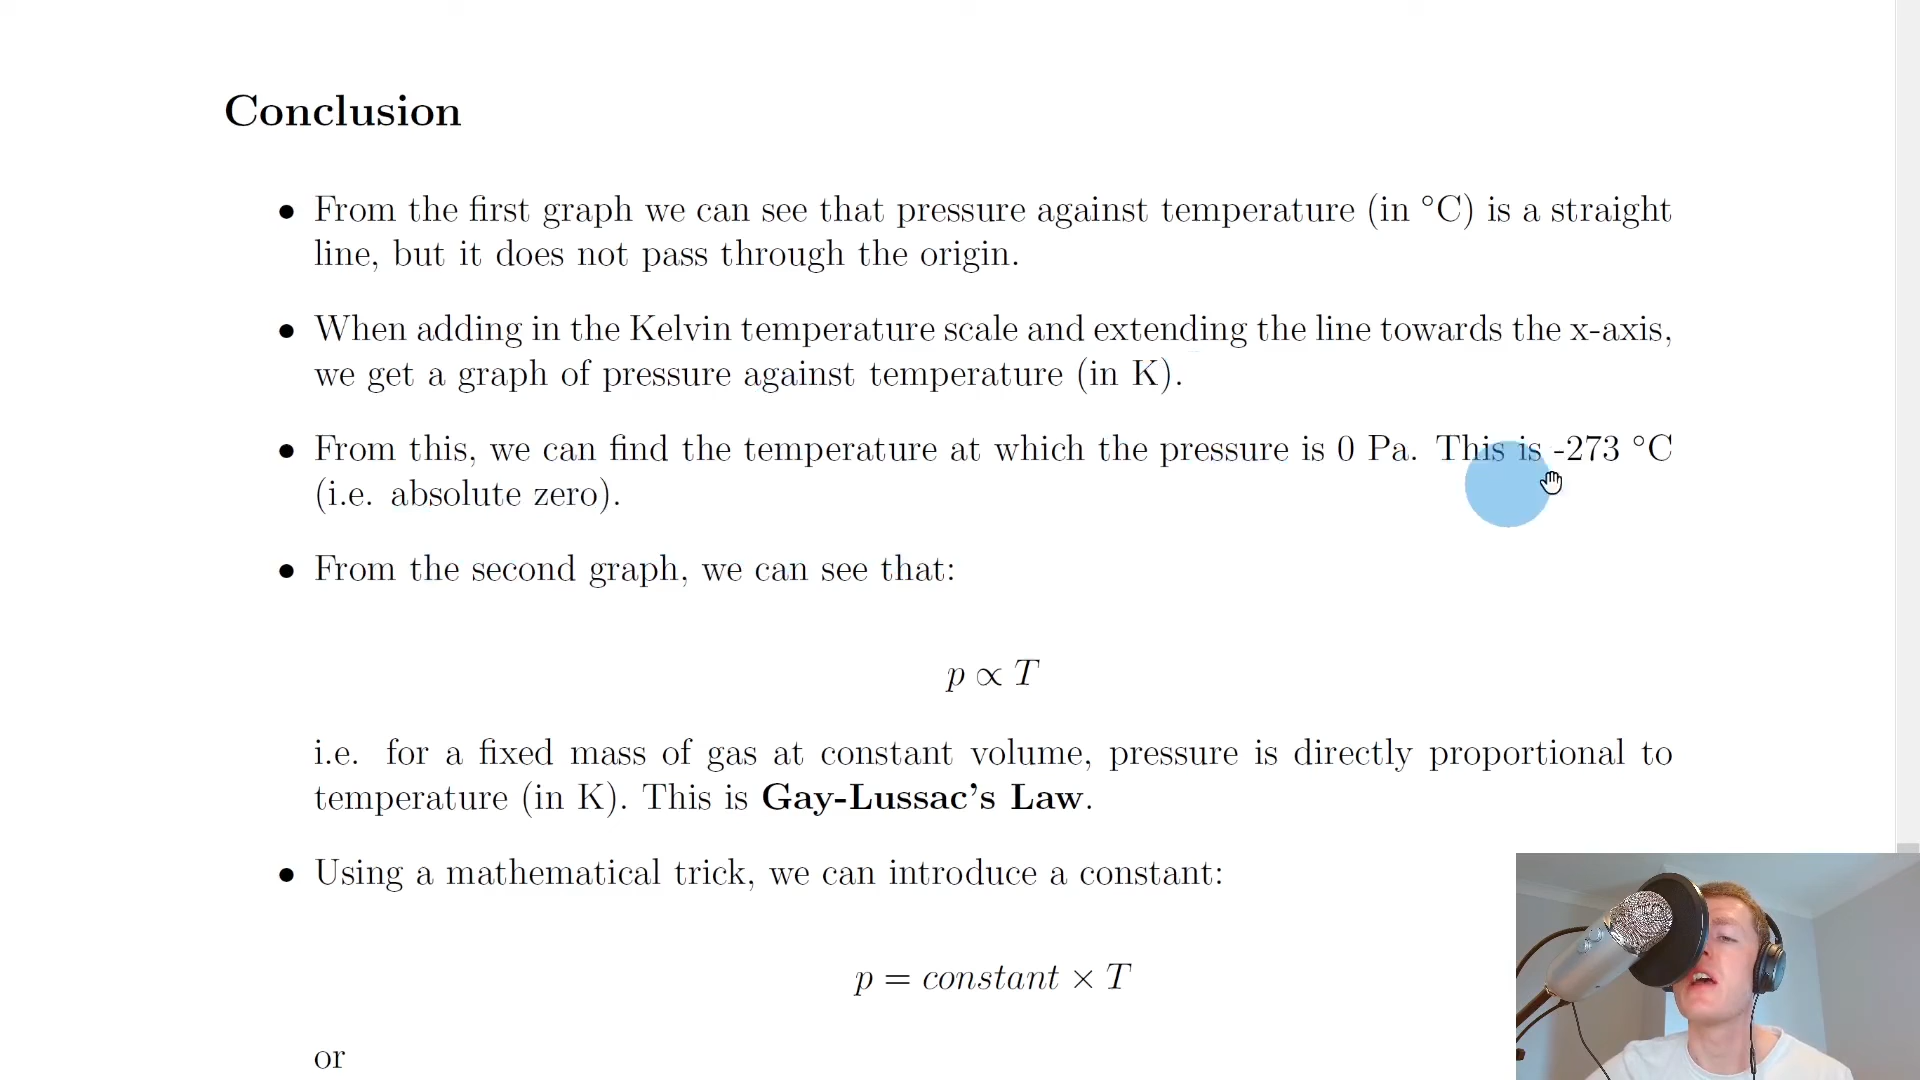 Conclusion
• From the first graph we can see that pressure against temperature (in °C) is a straight
line, but it does not pass through the origin.
• When adding in the Kelvin temperature scale and extending the line towards the x-axis,
we get a graph of pressure against temperature (in K).
• From this, we can find the temperature at which the pressure is 0 Pa. This is -273 °C
(i.e. absolute zero).
• From the second graph, we can see that:
p ∝ T
i.e. for a fixed mass of gas at constant volume, pressure is directly proportional to
temperature (in K). This is Gay-Lussac's Law.
• Using a mathematical trick, we can introduce a constant:
p = constant × T
or